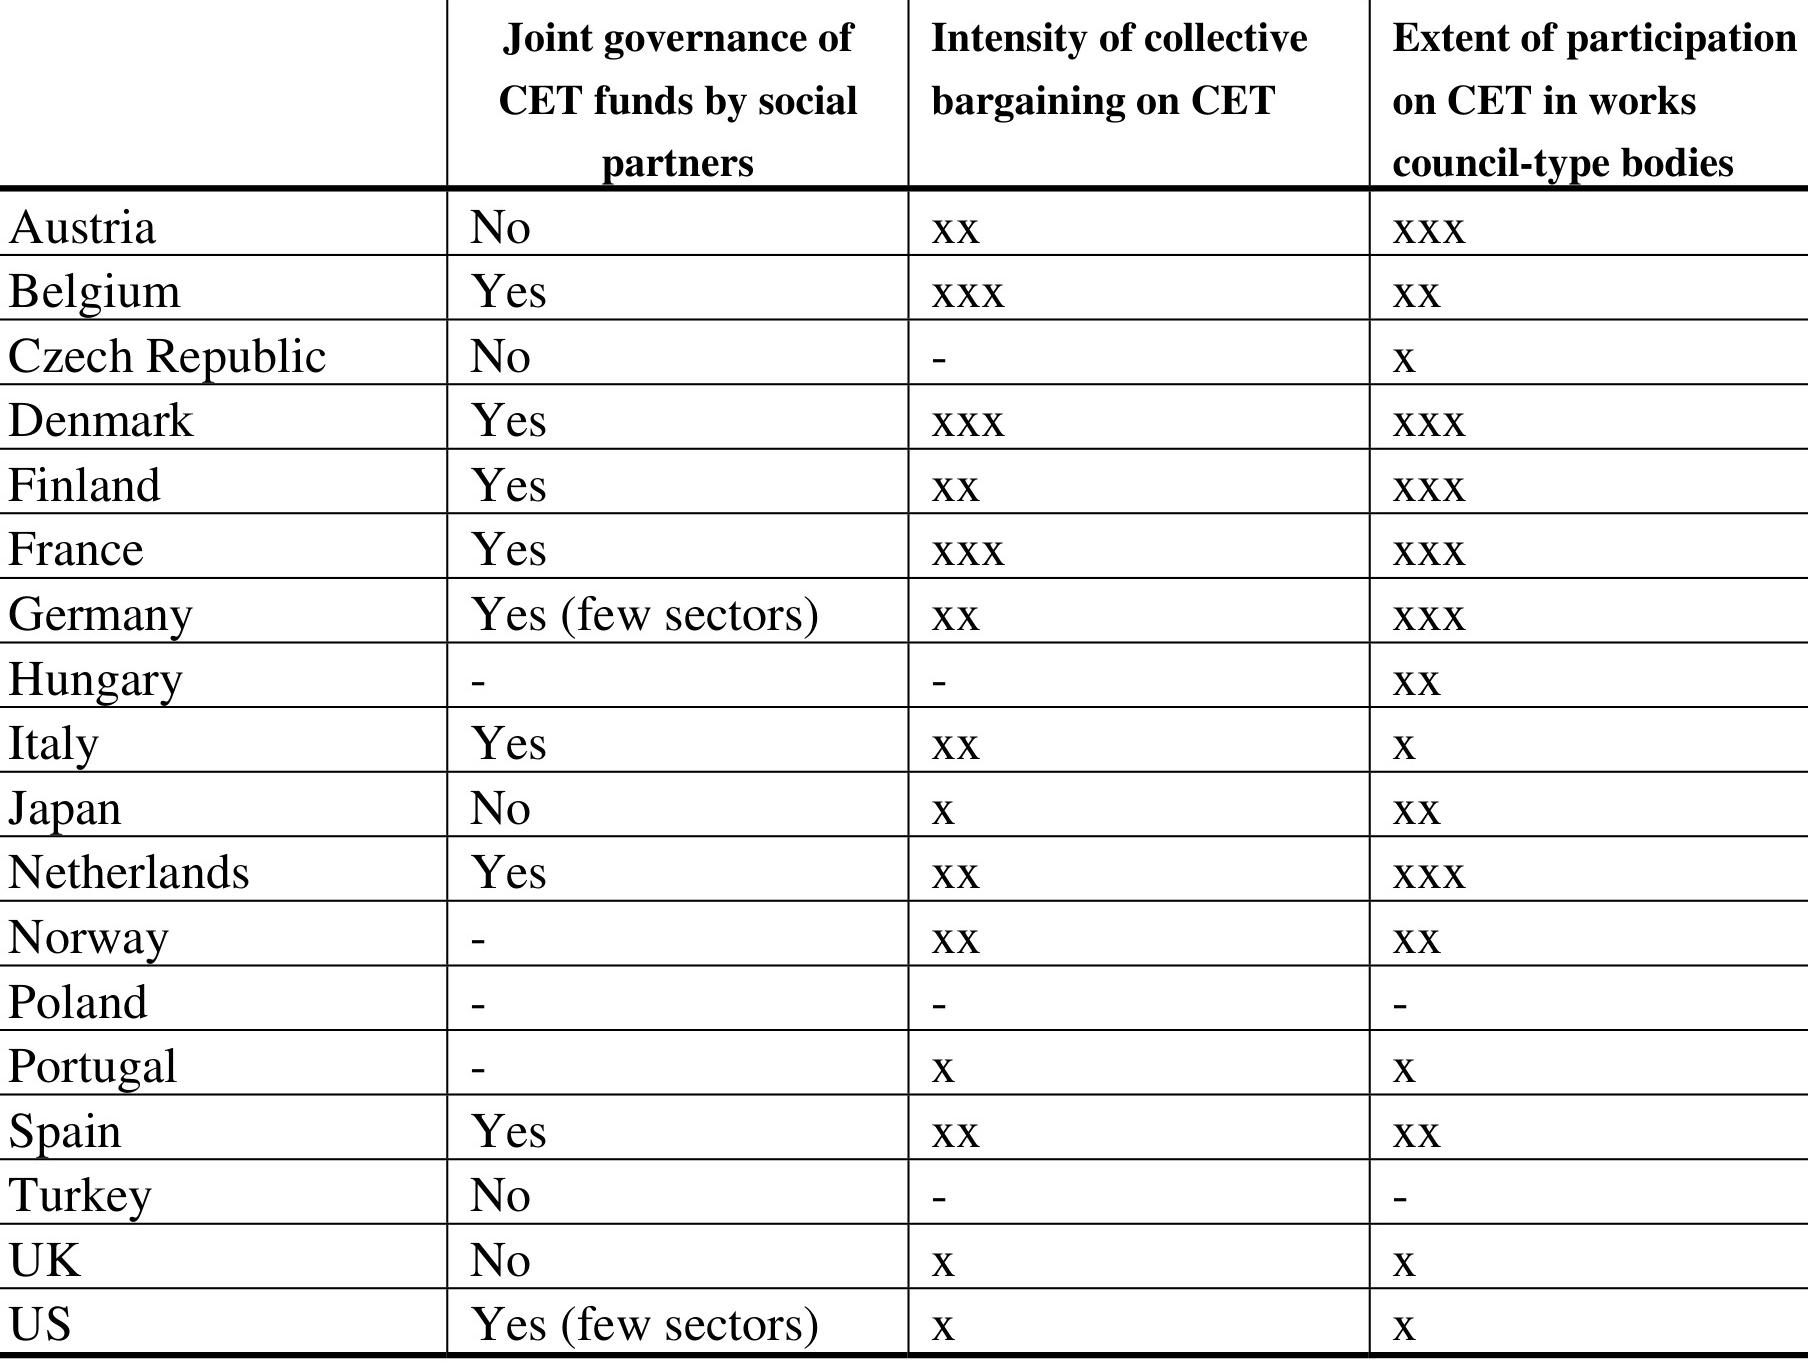 Joint governance of Intensity of collective Extent of participation
CET funds by social bargaining on CET on CET in works
partners council-type bodies
Austria No xx xxx
Belgium Yes xxx xx
Czech Republic No - x
Denmark Yes xxx xxx
Finland Yes xx xxx
France Yes xxx xxx
Germany Yes (few sectors) xx xxx
Hungary - - xx
Italy Yes xx x
Japan No x xx
Netherlands Yes xx xxx
Norway - xx xx
Poland - - -
Portugal - x x
Spain Yes xx xx
Turkey No - -
UK No x x
US Yes (few sectors) x x